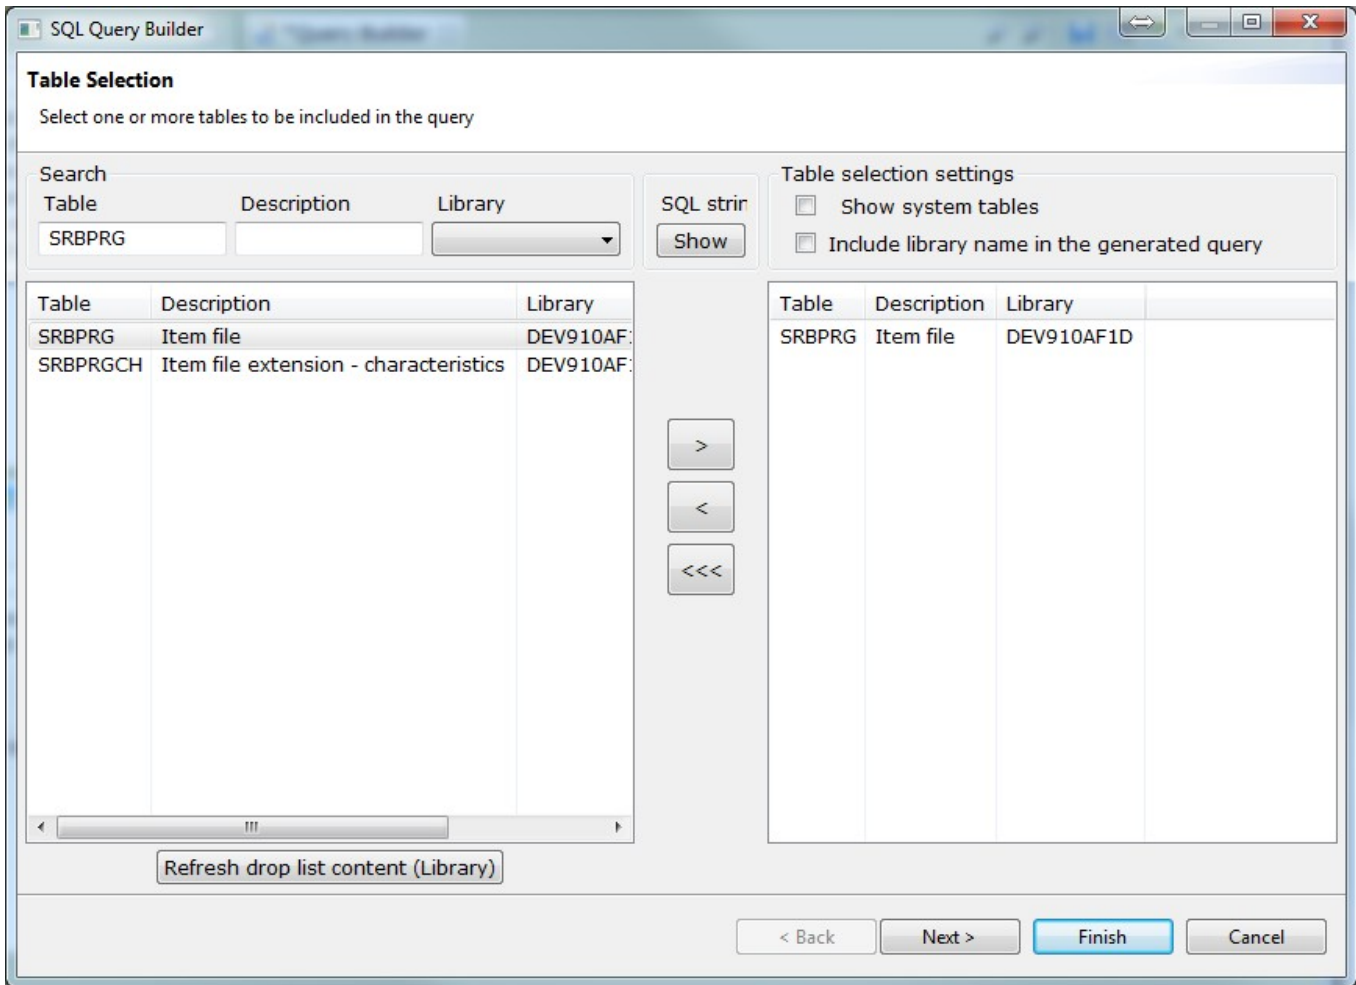 SQL Query Builder
Table Selection
Select one or more tables to be included in the query
Search
Table Description Library
SRBPRG
SQL strin
Show
Table selection settings
Show system tables
Include library name in the generated query
Table Description Library
SRBPRG Item file DEV910AF1
SRBPRGCH Item file extension - characteristics DEV910AF1
>
<
<<<
Table Description Library
SRBPRG Item file DEV910AF1D
Refresh drop list content (Library)
< Back Next > Finish Cancel